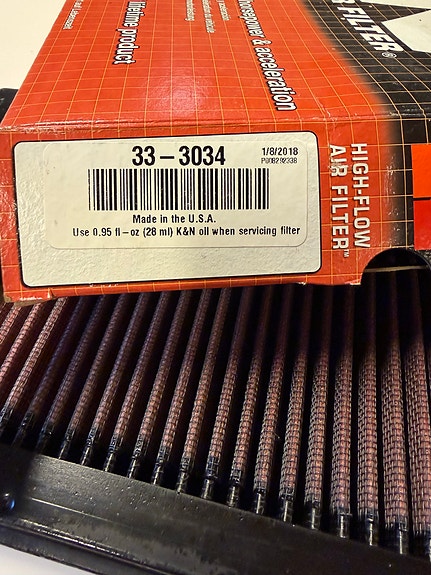 horsepower & acceleration
lifetime product
R FILTER®
33-3034
1/8/2018
Made in the U.S.A.
Use 0.95 fl-oz (28 ml) K&N oil when servicing filter
HIGH-FLOW
AIR FILTER™